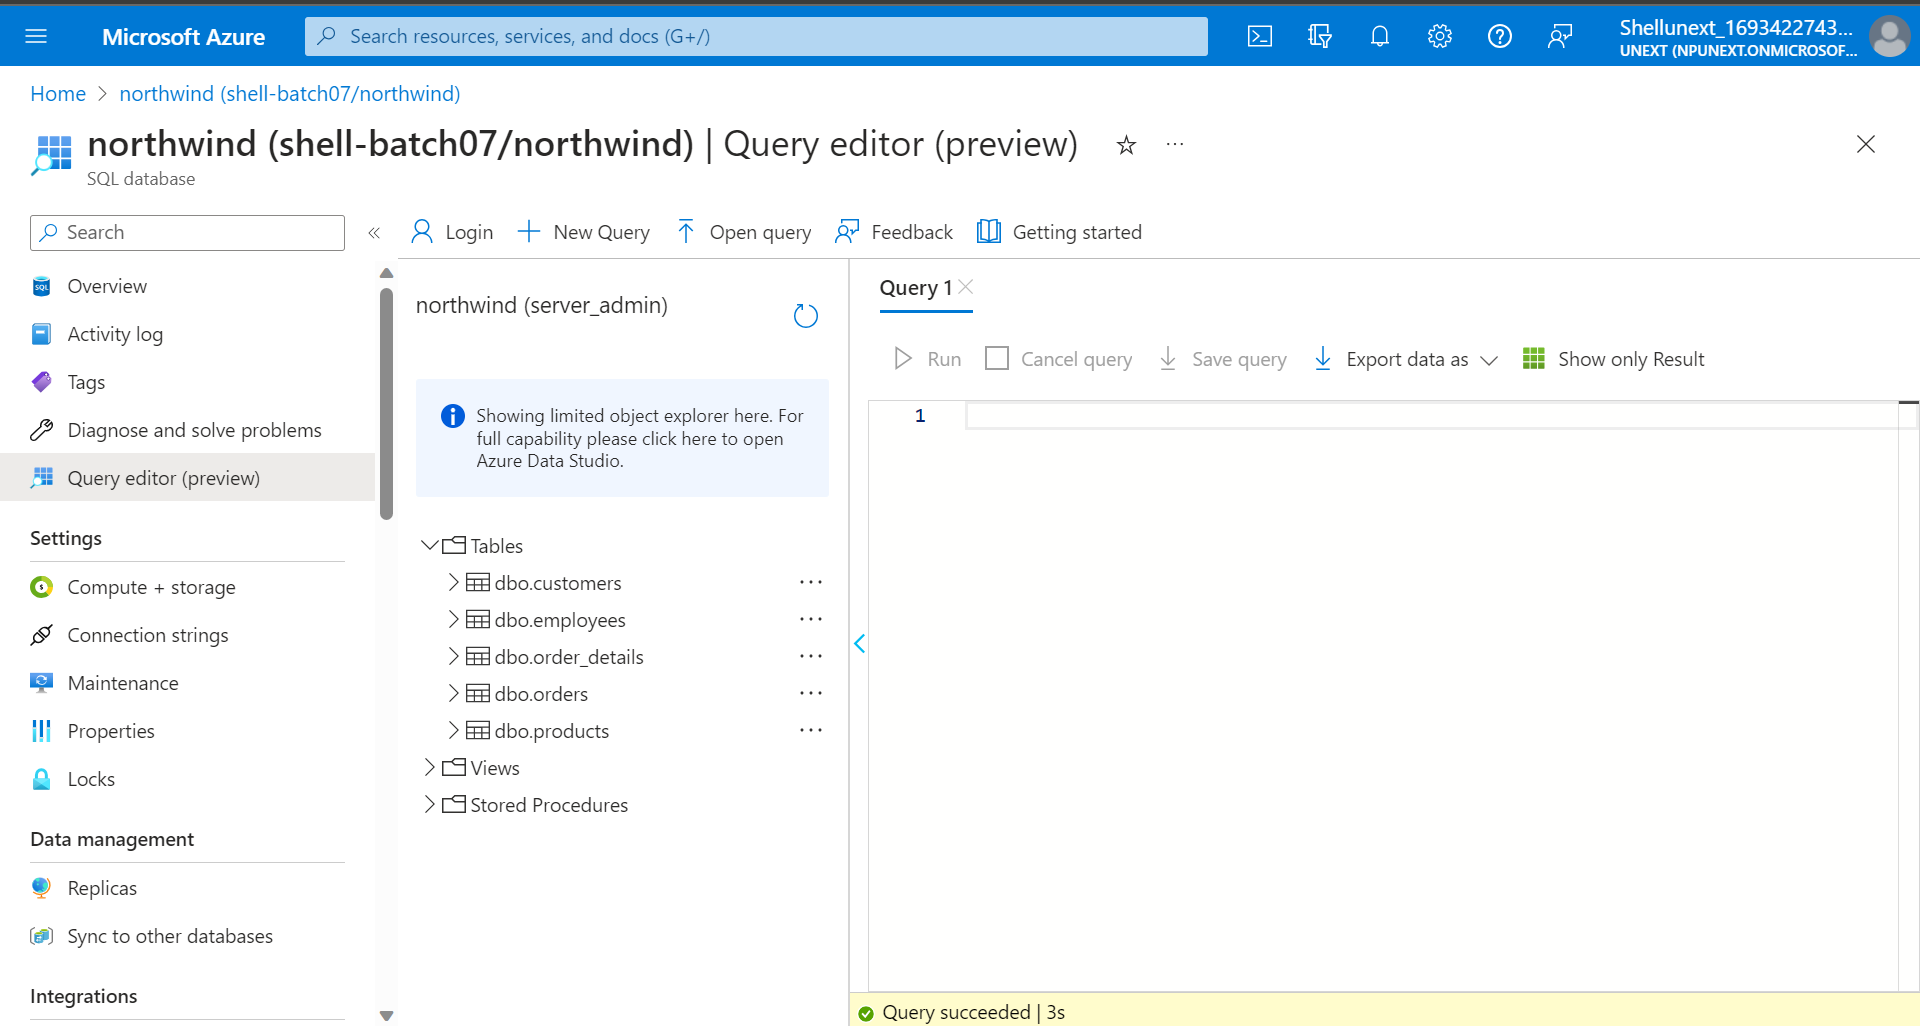 Microsoft Azure
Search resources, services, and docs (G+/)
Shellunext_1693422743...
UNEXT (NPUNEXT.ONMICROSOF...
Home > northwind (shell-batch07/northwind)
northwind (shell-batch07/northwind) | Query editor (preview)
SQL database
Search
Login
New Query
Open query
Feedback
Getting started
Overview
Activity log
Tags
Diagnose and solve problems
Query editor (preview)
Settings
Compute + storage
Connection strings
Maintenance
Properties
Locks
Data management
Replicas
Sync to other databases
Integrations
northwind (server_admin)
Showing limited object explorer here. For
full capability please click here to open
Azure Data Studio.
Tables
dbo.customers
dbo.employees
dbo.order_details
dbo.orders
dbo.products
Views
Stored Procedures
Query 1
Run
Cancel query
Save query
Export data as
Show only Result
1
Query succeeded | 3s